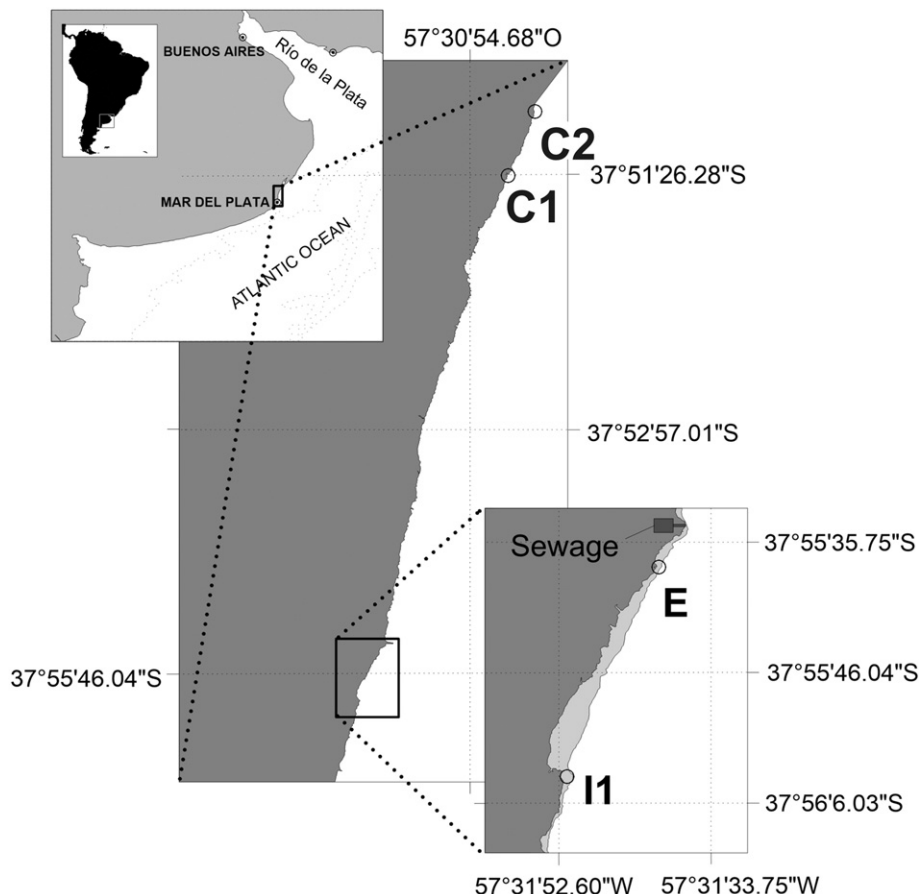 57°30'54.68"O
BUENOS AIRES
Río de la Plata
C2
37°51'26.28"S
C1
MAR DEL PLATA
ATLANTIC OCEAN
37°52'57.01"S
Sewage
37°55'35.75"S
E
37°55'46.04"S
37°55'46.04"S
I1
37°56'6.03"S
57°31'52.60"W
57°31'33.75"W